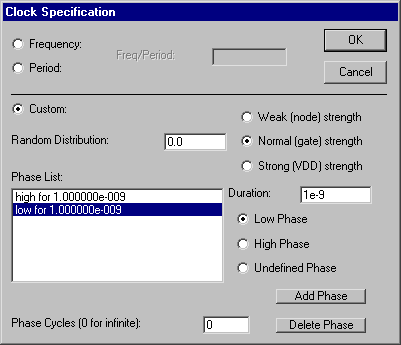 Clock Specification
Frequency:
Freq/Period:
OK
Period:
Cancel
Custom:
Weak (node) strength
Random Distribution:
0.0
Normal (gate) strength
Strong (VDD) strength
Phase List:
Duration:
1e-9
high for 1.000000e-009
low for 1.000000e-009
Low Phase
High Phase
Undefined Phase
Add Phase
Phase Cycles (0 for infinite):
0
Delete Phase